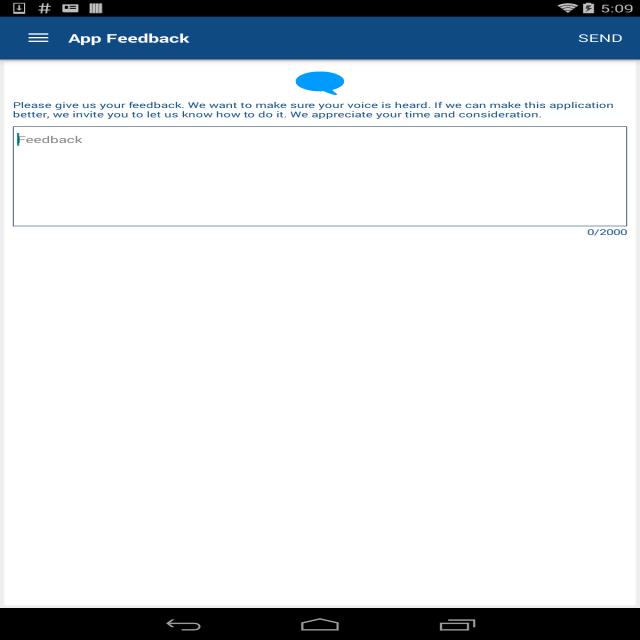 5:09
App Feedback
SEND
Please give us your feedback. We want to make sure your voice is heard. If we can make this application
better, we invite you to let us know how to do it. We appreciate your time and consideration.
Feedback
0/2000